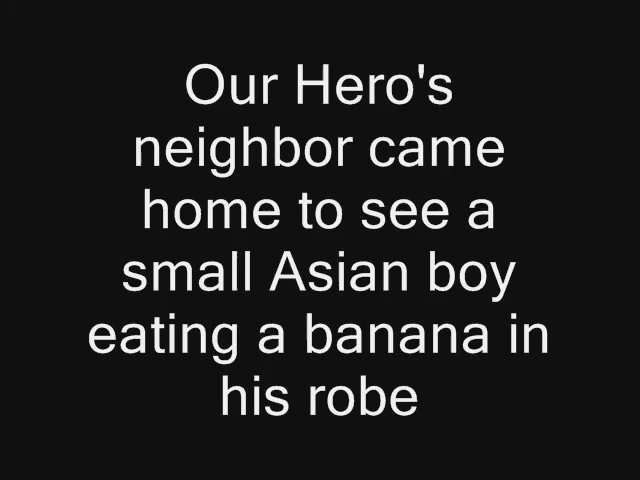 Our Hero's
neighbor came
home to see a
small Asian boy
eating a banana in
his robe